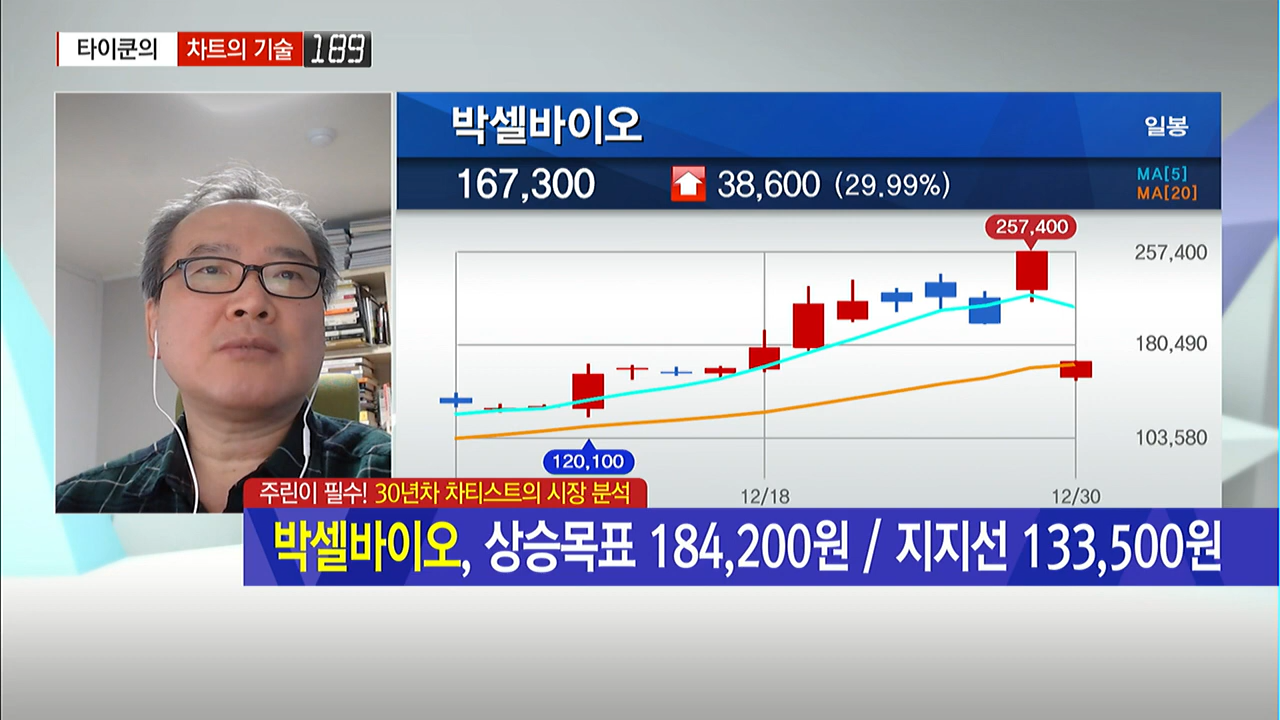 타이쿤의 차트의 기술 189
박셀바이오 일봉
167,300 38,600 (29.99%)
MA[5]
MA[20]
257,400
257,400
180,490
103,580
120,100
12/18 12/30
주린이 필수! 30년차 차티스트의 시장 분석
박셀바이오, 상승목표 184,200원 / 지지선 133,500원